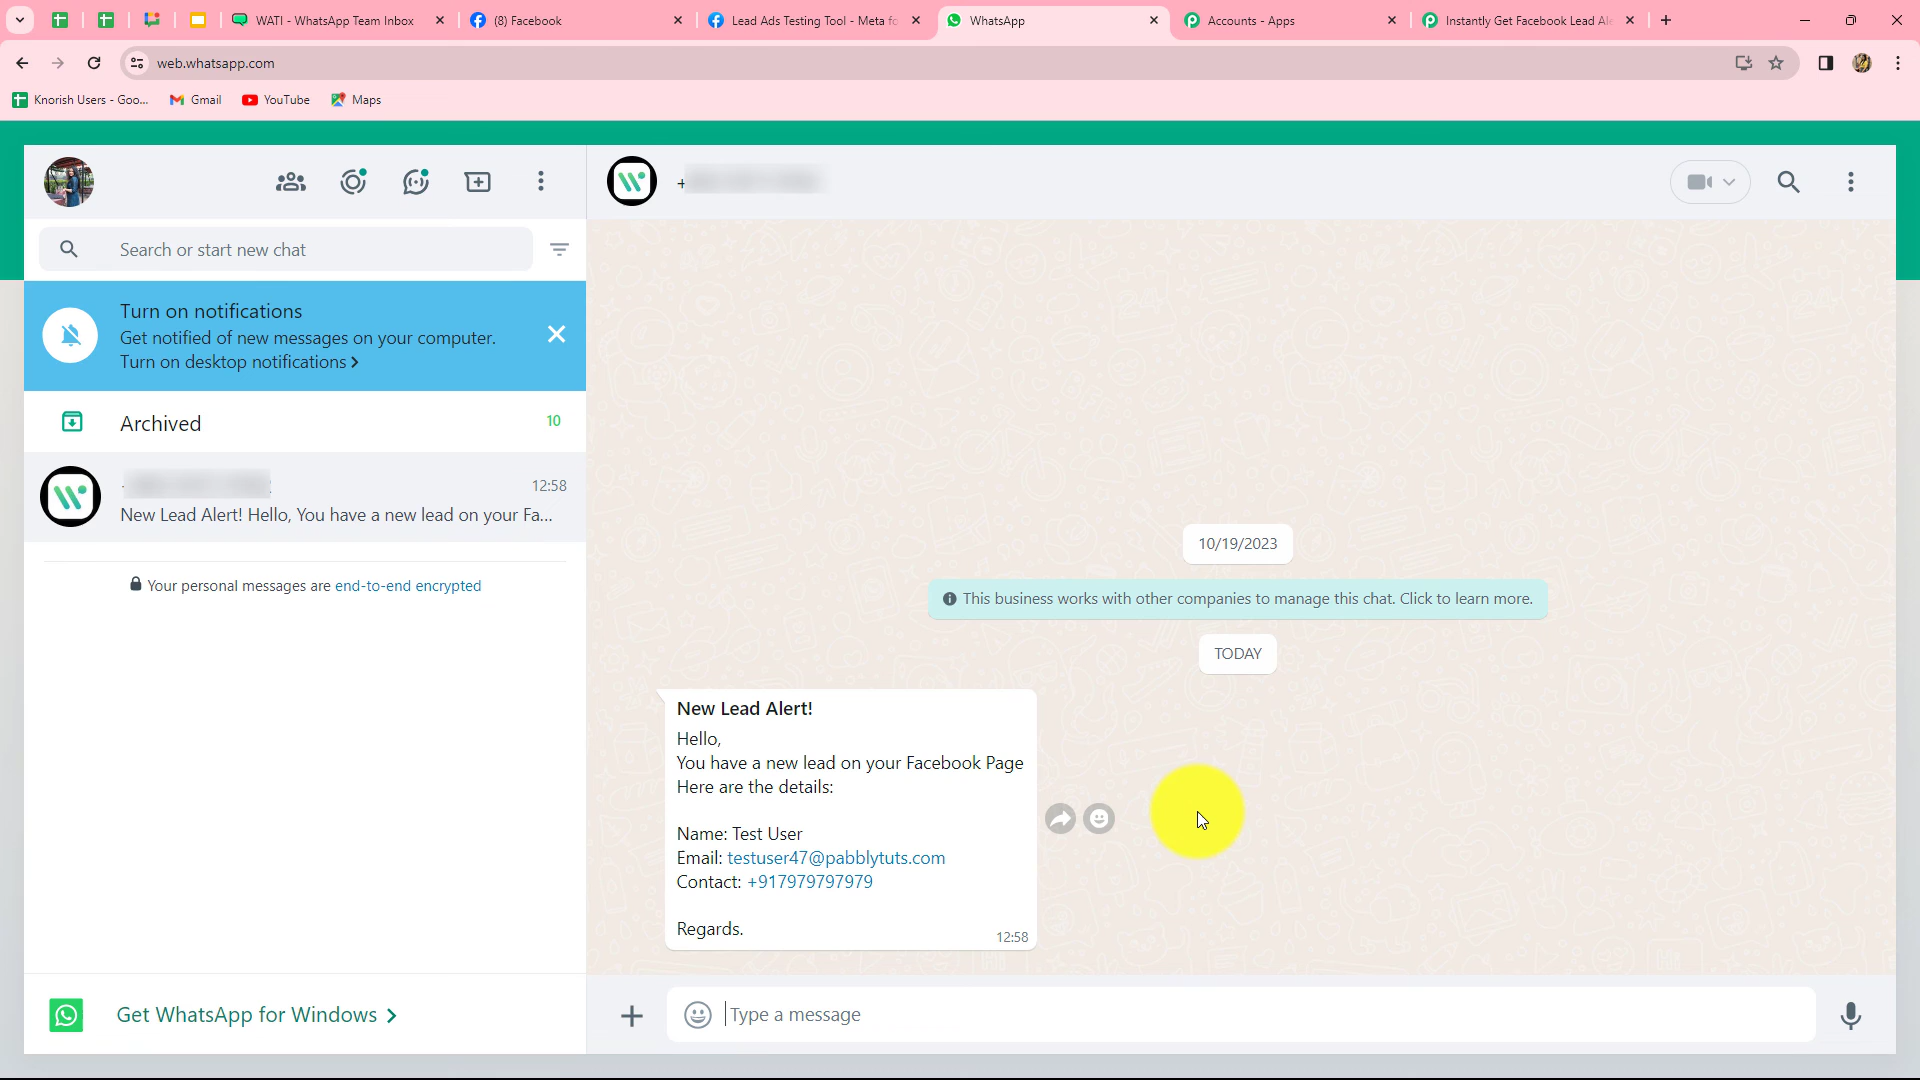 WATI - WhatsApp Team Inbox
(8) Facebook
Lead Ads Testing Tool - Meta fo
WhatsApp
Accounts - Apps
Instantly Get Facebook Lead Ale
web.whatsapp.com
Knorish Users - Goo...
Gmail
YouTube
Maps
+
Search or start new chat
Turn on notifications
Get notified of new messages on your computer.
Turn on desktop notifications >
Archived
10
12:58
New Lead Alert! Hello, You have a new lead on your Fa...
Your personal messages are end-to-end encrypted
Get WhatsApp for Windows >
10/19/2023
This business works with other companies to manage this chat. Click to learn more.
TODAY
New Lead Alert!
Hello,
You have a new lead on your Facebook Page
Here are the details:
Name: Test User
Email: testuser47@pabblytuts.com
Contact: +917979797979
Regards.
12:58
Type a message